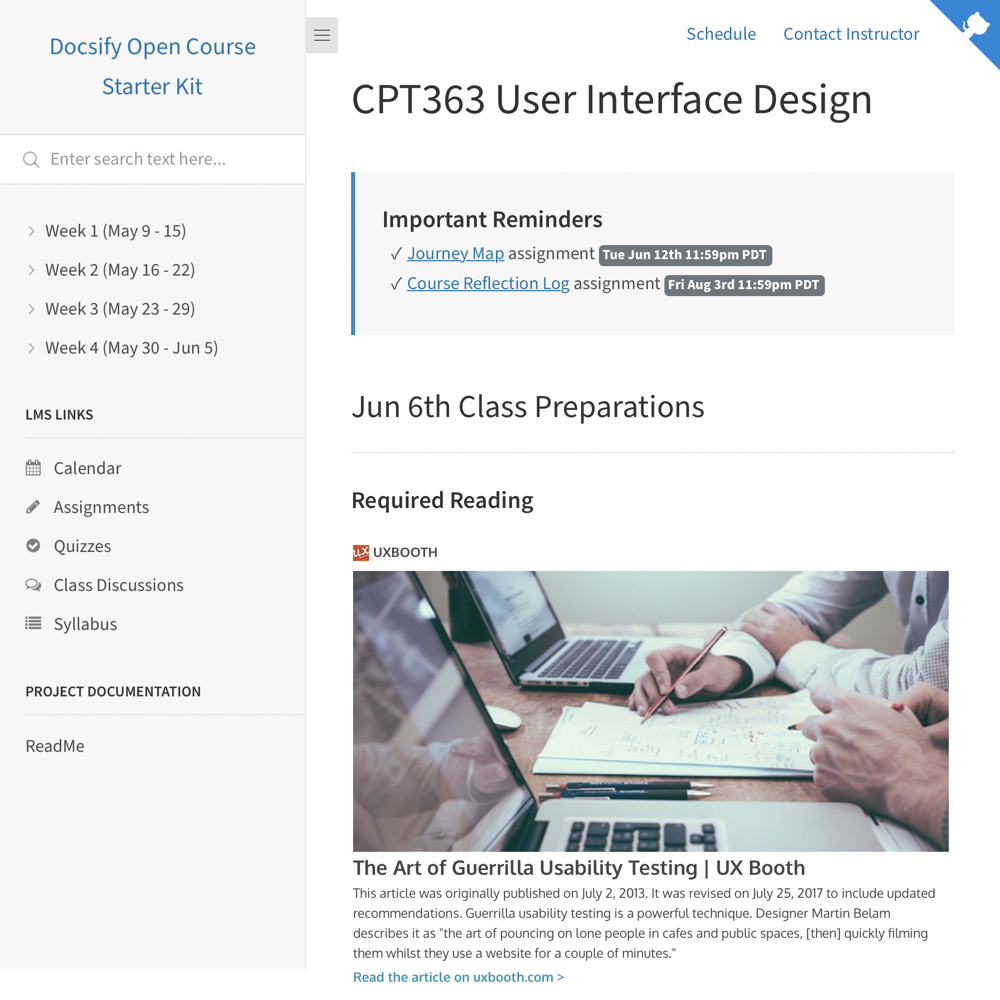 Docsify Open Course
Starter Kit
Enter search text here...
Week 1 (May 9 - 15)
Week 2 (May 16 - 22)
Week 3 (May 23 - 29)
Week 4 (May 30 - Jun 5)
LMS LINKS
Calendar
Assignments
Quizzes
Class Discussions
Syllabus
PROJECT DOCUMENTATION
ReadMe
Schedule Contact Instructor
CPT363 User Interface Design
Important Reminders
✓ Journey Map assignment Tue Jun 12th 11:59pm PDT
✓ Course Reflection Log assignment Fri Aug 3rd 11:59pm PDT
Jun 6th Class Preparations
Required Reading
ux UXBOOTH
The Art of Guerrilla Usability Testing | UX Booth
This article was originally published on July 2, 2013. It was revised on July 25, 2017 to include updated
recommendations. Guerrilla usability testing is a powerful technique. Designer Martin Belam
describes it as "the art of pouncing on lone people in cafes and public spaces, [then] quickly filming
them whilst they use a website for a couple of minutes."
Read the article on uxbooth.com >